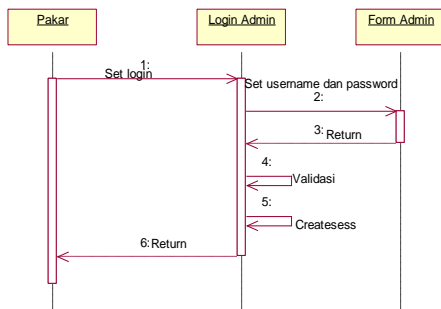 Pakar
Login Admin
Form Admin
1:
Set login
Set username dan password
2:
3: Return
4:
Validasi
5:
Createsess
6: Return